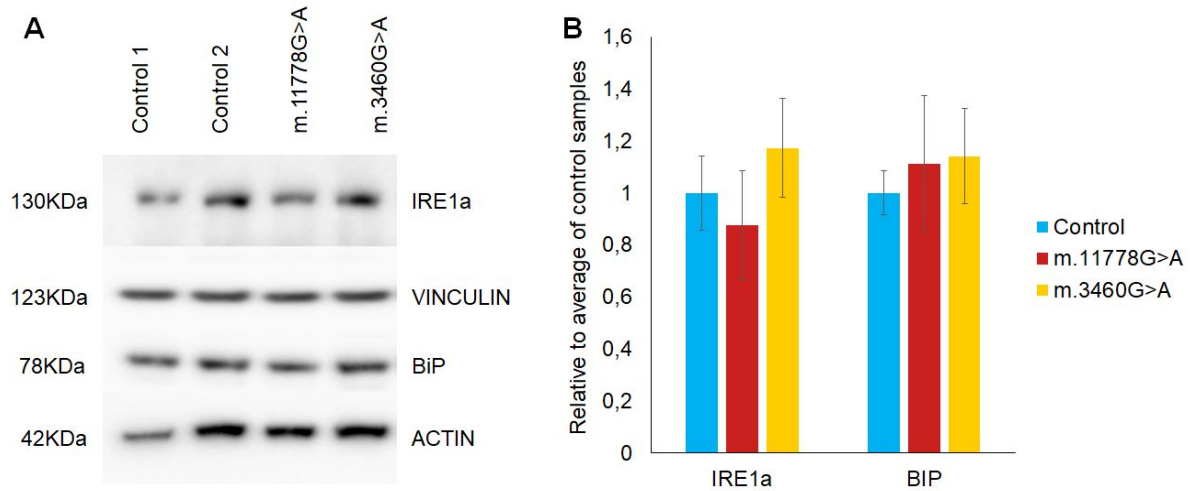 A
Control 1
Control 2
m.11778G>A
m.3460G>A
130KDa
IRE1a
123KDa
VINCULIN
78KDa
BiP
42KDa
ACTIN
B
Relative to average of control samples
1,6
1,4
1,2
1
0,8
0,6
0,4
0,2
0
IRE1a
BIP
Control
m.11778G>A
m.3460G>A